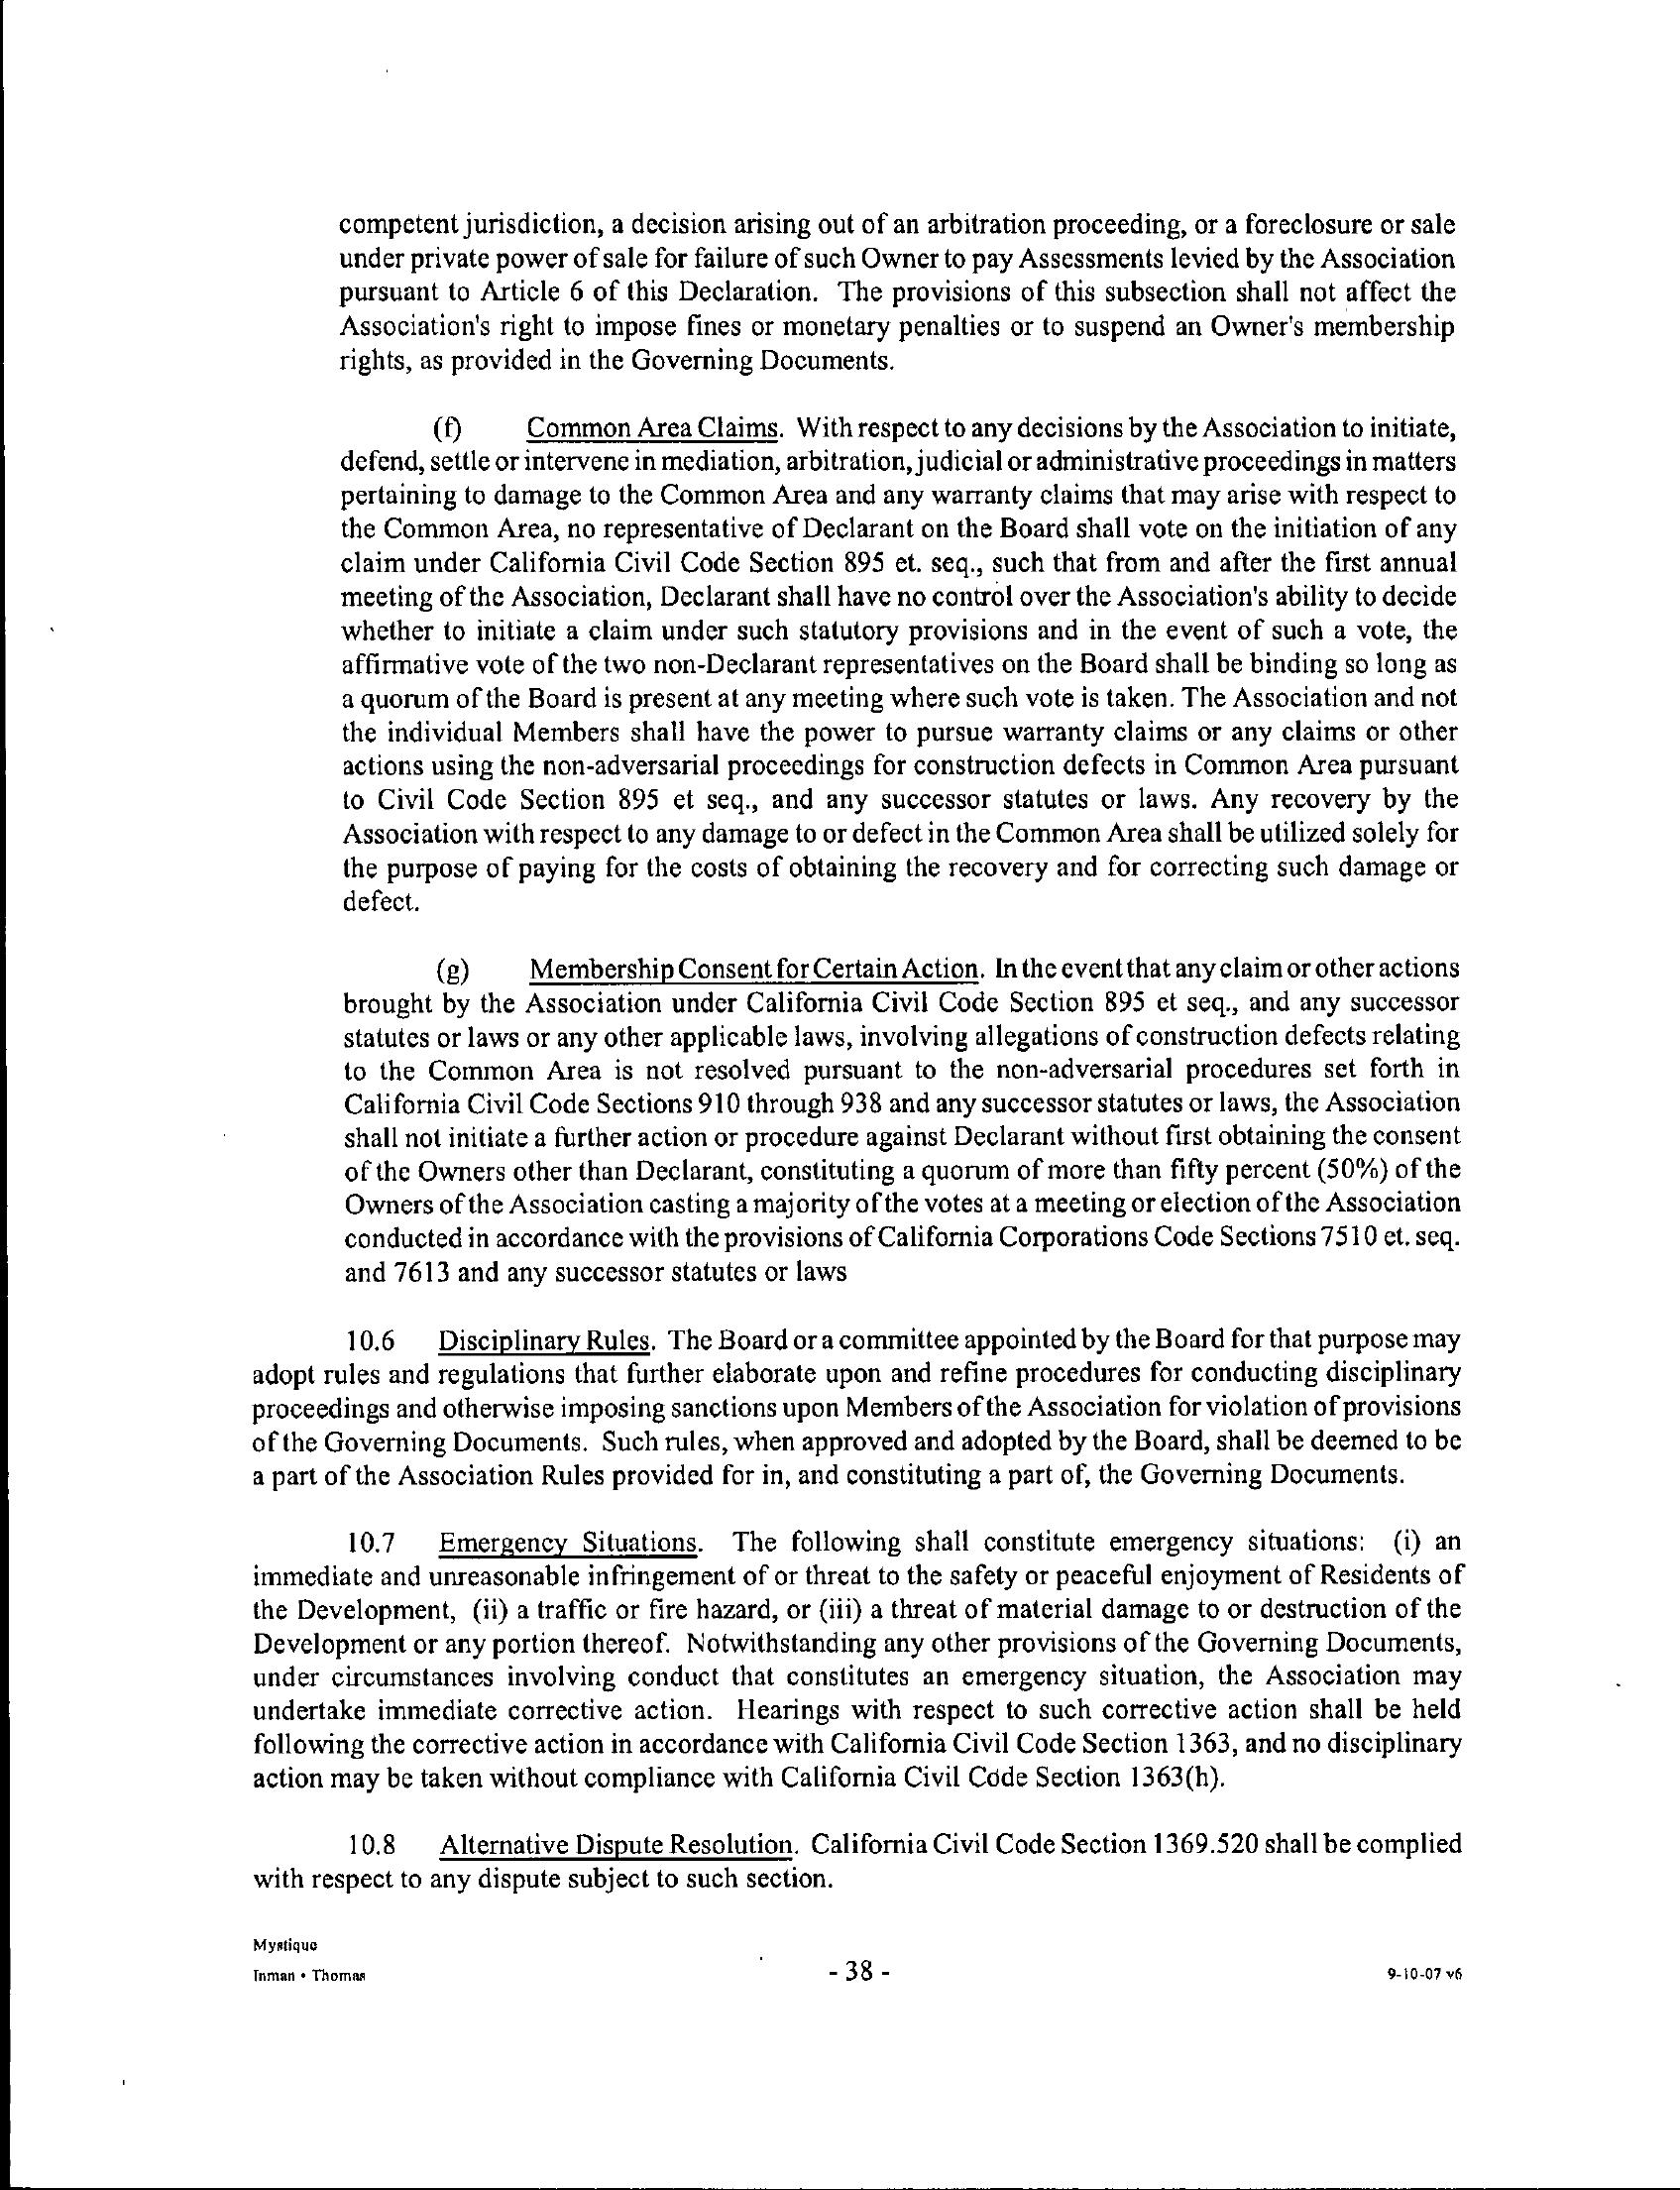 competent jurisdiction, a decision arising out of an arbitration proceeding, or a foreclosure or sale
under private power of sale for failure of such Owner to pay Assessments levied by the Association
pursuant to Article 6 of this Declaration. The provisions of this subsection shall not affect the
Association's right to impose fines or monetary penalties or to suspend an Owner's membership
rights, as provided in the Governing Documents.
(f) Common Area Claims. With respect to any decisions by the Association to initiate,
defend, settle or intervene in mediation, arbitration, judicial or administrative proceedings in matters
pertaining to damage to the Common Area and any warranty claims that may arise with respect to
the Common Area, no representative of Declarant on the Board shall vote on the initiation of any
claim under California Civil Code Section 895 et. seq., such that from and after the first annual
meeting of the Association, Declarant shall have no control over the Association's ability to decide
whether to initiate a claim under such statutory provisions and in the event of such a vote, the
affirmative vote of the two non-Declarant representatives on the Board shall be binding so long as
a quorum of the Board is present at any meeting where such vote is taken. The Association and not
the individual Members shall have the power to pursue warranty claims or any claims or other
actions using the non-adversarial proceedings for construction defects in Common Area pursuant
to Civil Code Section 895 et seq., and any successor statutes or laws. Any recovery by the
Association with respect to any damage to or defect in the Common Area shall be utilized solely for
the purpose of paying for the costs of obtaining the recovery and for correcting such damage or
defect.
(g) Membership Consent for Certain Action. In the event that any claim or other actions
brought by the Association under California Civil Code Section 895 et seq., and any successor
statutes or laws or any other applicable laws, involving allegations of construction defects relating
to the Common Area is not resolved pursuant to the non-adversarial procedures set forth in
California Civil Code Sections 910 through 938 and any successor statutes or laws, the Association
shall not initiate a further action or procedure against Declarant without first obtaining the consent
of the Owners other than Declarant, constituting a quorum of more than fifty percent (50%) of the
Owners of the Association casting a majority of the votes at a meeting or election of the Association
conducted in accordance with the provisions of California Corporations Code Sections 7510 et. seq.
and 7613 and any successor statutes or laws
10.6 Disciplinary Rules. The Board or a committee appointed by the Board for that purpose may
adopt rules and regulations that further elaborate upon and refine procedures for conducting disciplinary
proceedings and otherwise imposing sanctions upon Members of the Association for violation of provisions
of the Governing Documents. Such rules, when approved and adopted by the Board, shall be deemed to be
a part of the Association Rules provided for in, and constituting a part of, the Governing Documents.
10.7 Emergency Situations. The following shall constitute emergency situations: (i) an
immediate and unreasonable infringement of or threat to the safety or peaceful enjoyment of Residents of
the Development, (ii) a traffic or fire hazard, or (iii) a threat of material damage to or destruction of the
Development or any portion thereof. Notwithstanding any other provisions of the Governing Documents,
under circumstances involving conduct that constitutes an emergency situation, the Association may
undertake immediate corrective action. Hearings with respect to such corrective action shall be held
following the corrective action in accordance with California Civil Code Section 1363, and no disciplinary
action may be taken without compliance with California Civil Code Section 1363(h).
10.8 Alternative Dispute Resolution. California Civil Code Section 1369.520 shall be complied
with respect to any dispute subject to such section.
Mystique
Inman • Thomas
- 38 -
9-10-07 v6